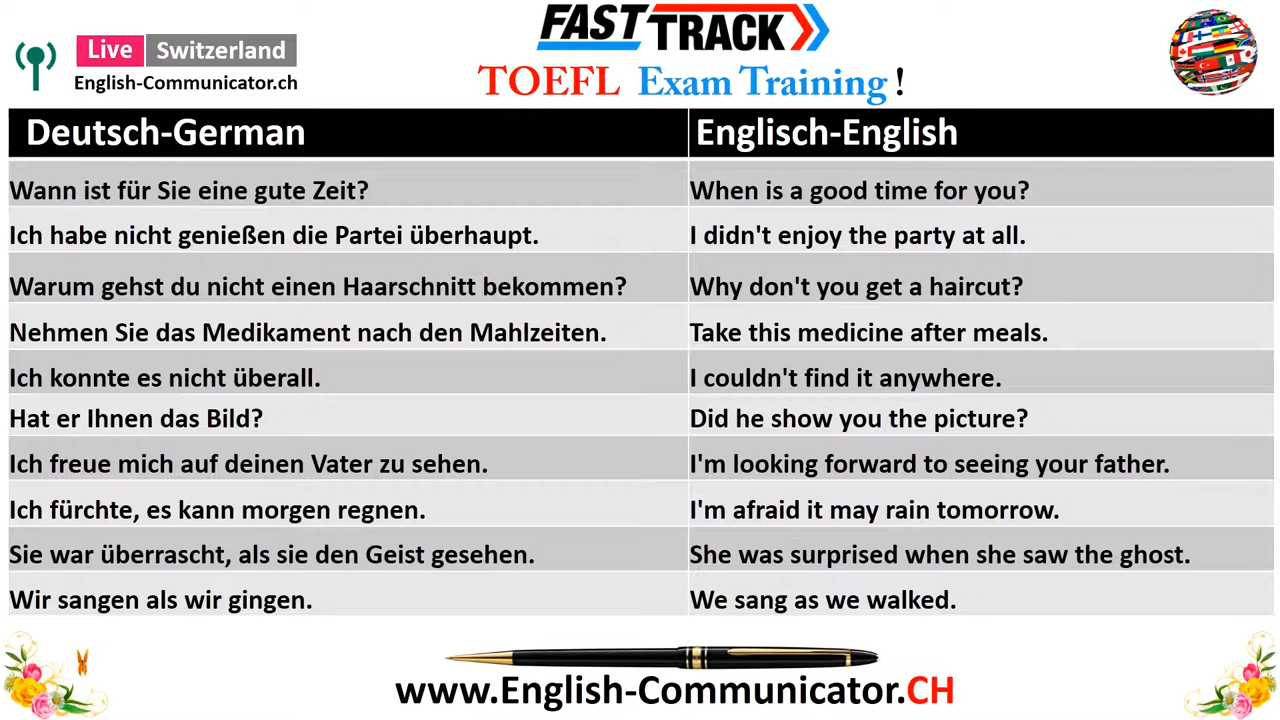 Live Switzerland
English-Communicator.ch
FAST TRACK
TOEFL Exam Training !
Deutsch-German Englisch-English
Wann ist für Sie eine gute Zeit? When is a good time for you?
Ich habe nicht genießen die Partei überhaupt. I didn't enjoy the party at all.
Warum gehst du nicht einen Haarschnitt bekommen? Why don't you get a haircut?
Nehmen Sie das Medikament nach den Mahlzeiten. Take this medicine after meals.
Ich konnte es nicht überall. I couldn't find it anywhere.
Hat er Ihnen das Bild? Did he show you the picture?
Ich freue mich auf deinen Vater zu sehen. I'm looking forward to seeing your father.
Ich fürchte, es kann morgen regnen. I'm afraid it may rain tomorrow.
Sie war überrascht, als sie den Geist gesehen. She was surprised when she saw the ghost.
Wir sangen als wir gingen. We sang as we walked.
www.English-Communicator.CH